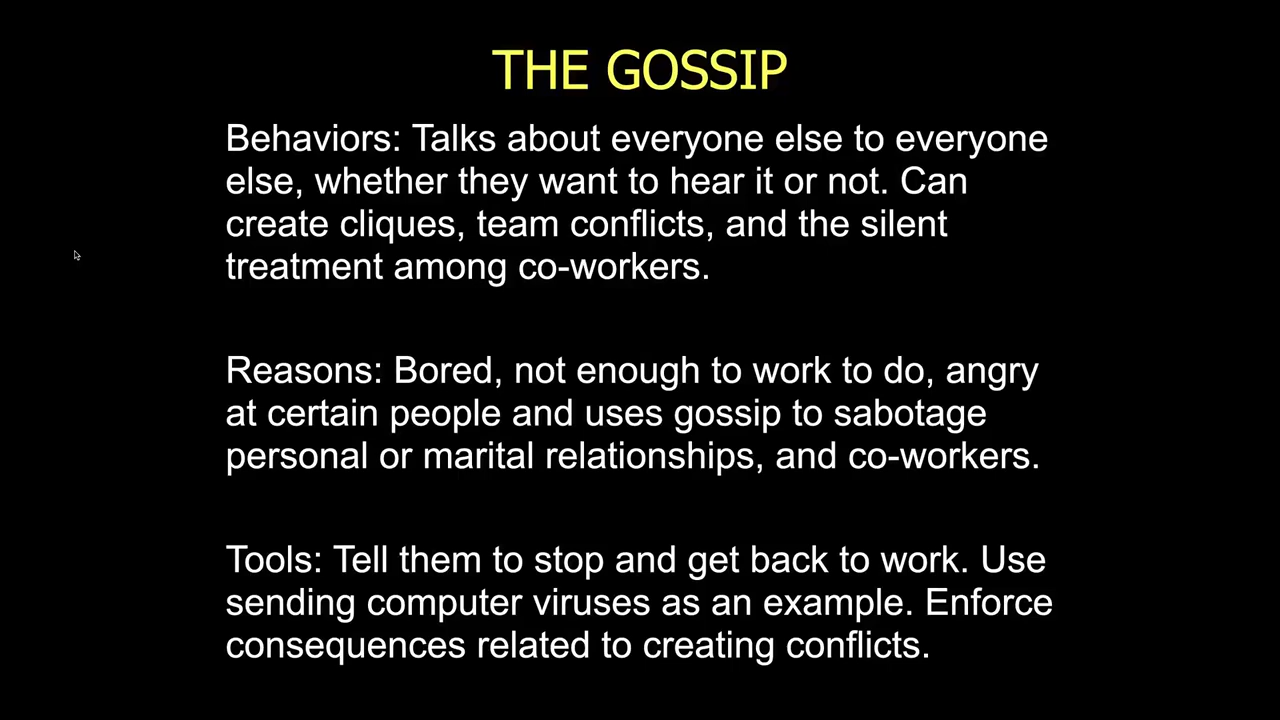 THE GOSSIP
Behaviors: Talks about everyone else to everyone
else, whether they want to hear it or not. Can
create cliques, team conflicts, and the silent
treatment among co-workers.
Reasons: Bored, not enough to work to do, angry
at certain people and uses gossip to sabotage
personal or marital relationships, and co-workers.
Tools: Tell them to stop and get back to work. Use
sending computer viruses as an example. Enforce
consequences related to creating conflicts.